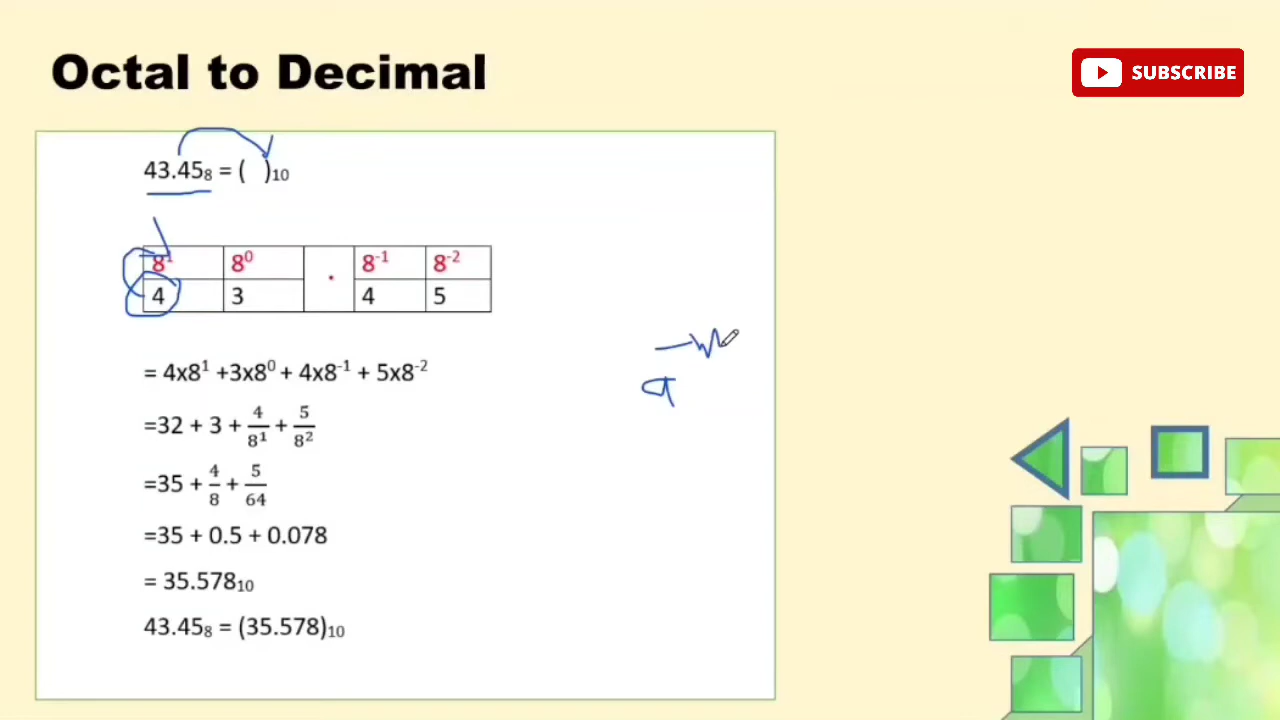 Octal to Decimal
SUBSCRIBE
43.45₈ = ( )₁₀
8¹ 8⁰ . 8⁻¹ 8⁻²
4 3 4 5
= 4x8¹ +3x8⁰ + 4x8⁻¹ + 5x8⁻²
=32 + 3 + 4/8¹ + 5/8²
=35 + 4/8 + 5/64
=35 + 0.5 + 0.078
= 35.578₁₀
43.45₈ = (35.578)₁₀